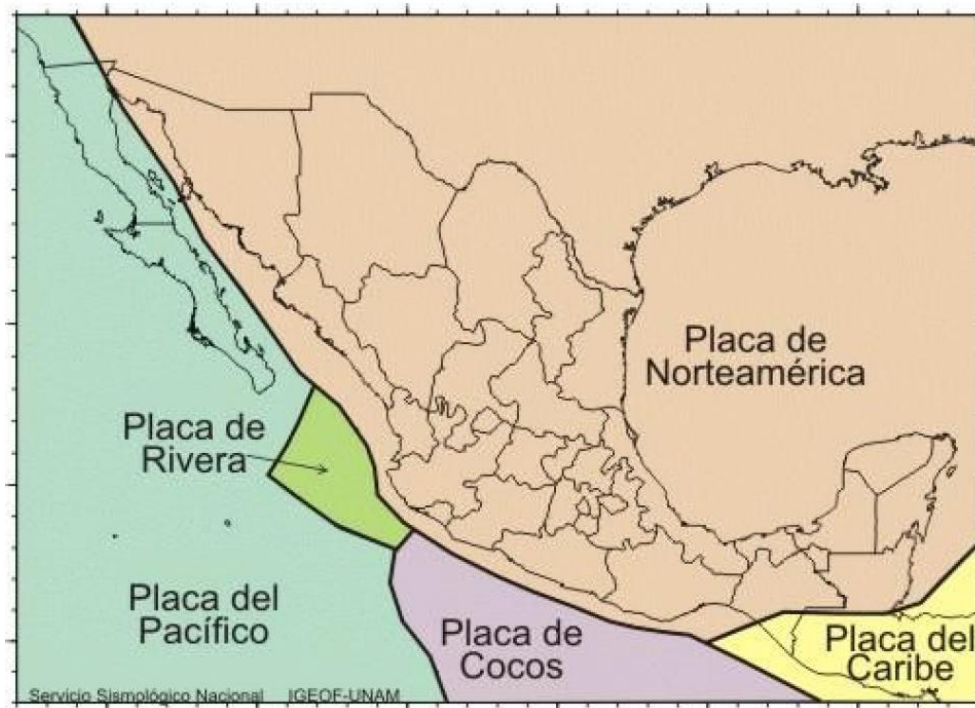 Placa de
Norteamérica
Placa de
Rivera
Placa del
Pacífico
Placa de
Cocos
Placa del
Caribe
Servicio Sismológico Nacional IGEOF-UNAM